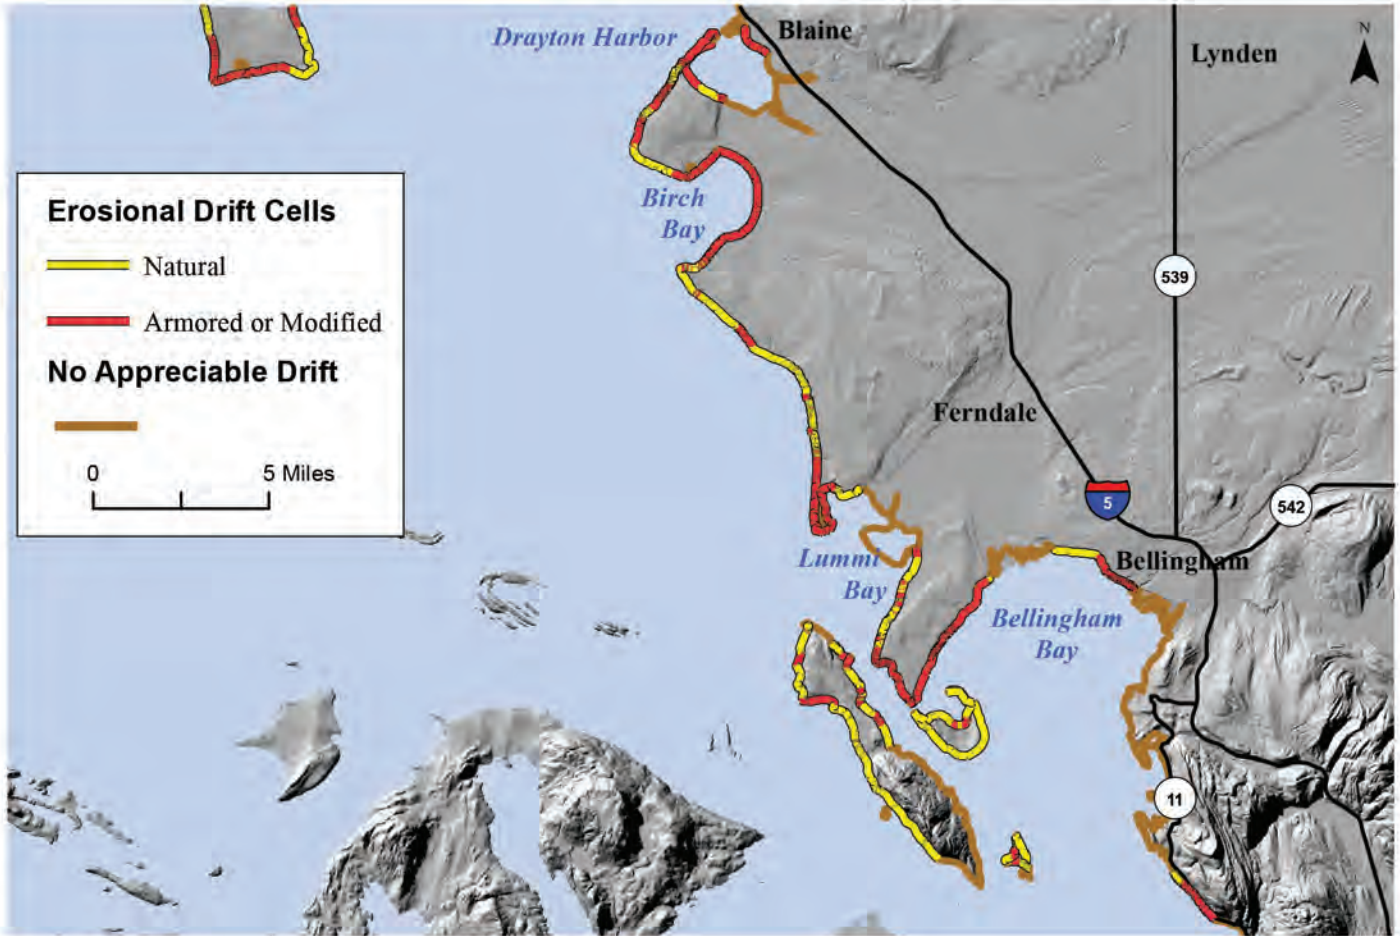 Drayton Harbor
Blaine
Lynden
N
Erosional Drift Cells
Natural
Armored or Modified
No Appreciable Drift
0 5 Miles
Birch
Bay
539
Ferndale
5
542
Lummi
Bay
Bellingham
Bellingham
Bay
11